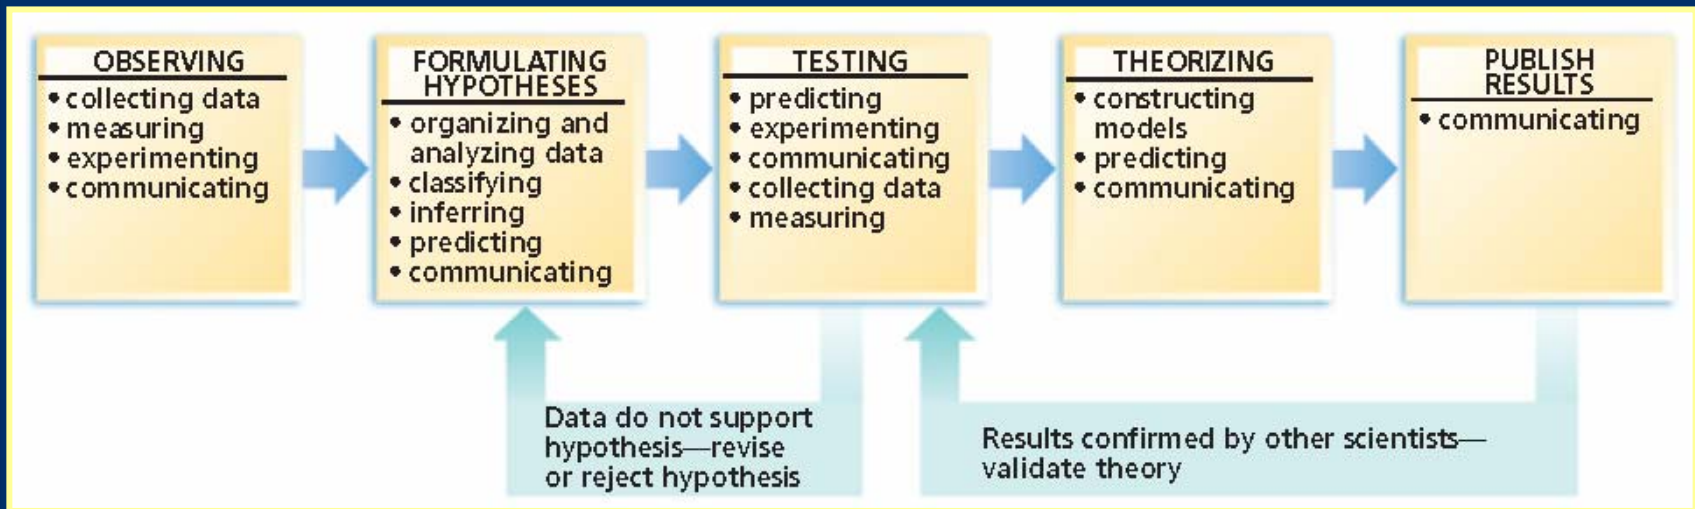 OBSERVING
• collecting data
• measuring
• experimenting
• communicating
FORMULATING
HYPOTHESES
• organizing and
analyzing data
• classifying
• inferring
• predicting
• communicating
TESTING
• predicting
• experimenting
• communicating
• collecting data
• measuring
THEORIZING
• constructing
models
• predicting
• communicating
PUBLISH
RESULTS
• communicating
Data do not support
hypothesis—revise
or reject hypothesis
Results confirmed by other scientists—
validate theory